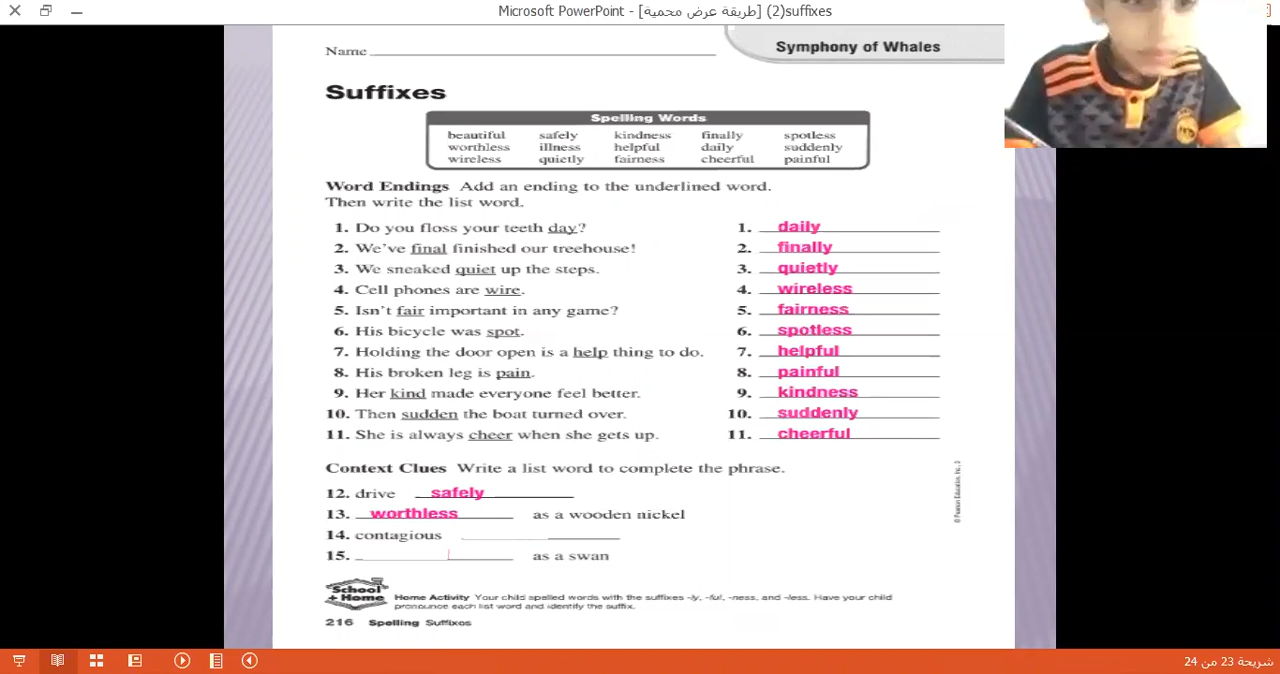 suffixes(2) [طريقة عرض محمية] - Microsoft PowerPoint
Name
Symphony of Whales
Suffixes
Spelling Words
beautiful safely kindness finally spotless
worthless illness helpful daily suddenly
wireless quietly fairness cheerful painful
Word Endings Add an ending to the underlined word.
Then write the list word.
1. Do you floss your teeth day? 1. daily
2. We've final finished our treehouse! 2. finally
3. We sneaked quiet up the steps. 3. quietly
4. Cell phones are wire. 4. wireless
5. Isn't fair important in any game? 5. fairness
6. His bicycle was spot. 6. spotless
7. Holding the door open is a help thing to do. 7. helpful
8. His broken leg is pain. 8. painful
9. Her kind made everyone feel better. 9. kindness
10. Then sudden the boat turned over. 10. suddenly
11. She is always cheer when she gets up. 11. cheerful
Context Clues Write a list word to complete the phrase.
12. drive safely
13. worthless as a wooden nickel
14. contagious
15. as a swan
© Pearson Education, Inc., 3
School + Home
Home Activity Your child spelled words with the suffixes -ly, -ful, -ness, and -less. Have your child
pronounce each list word and identify the suffix.
216 Spelling Suffixes
شريحة 23 من 24